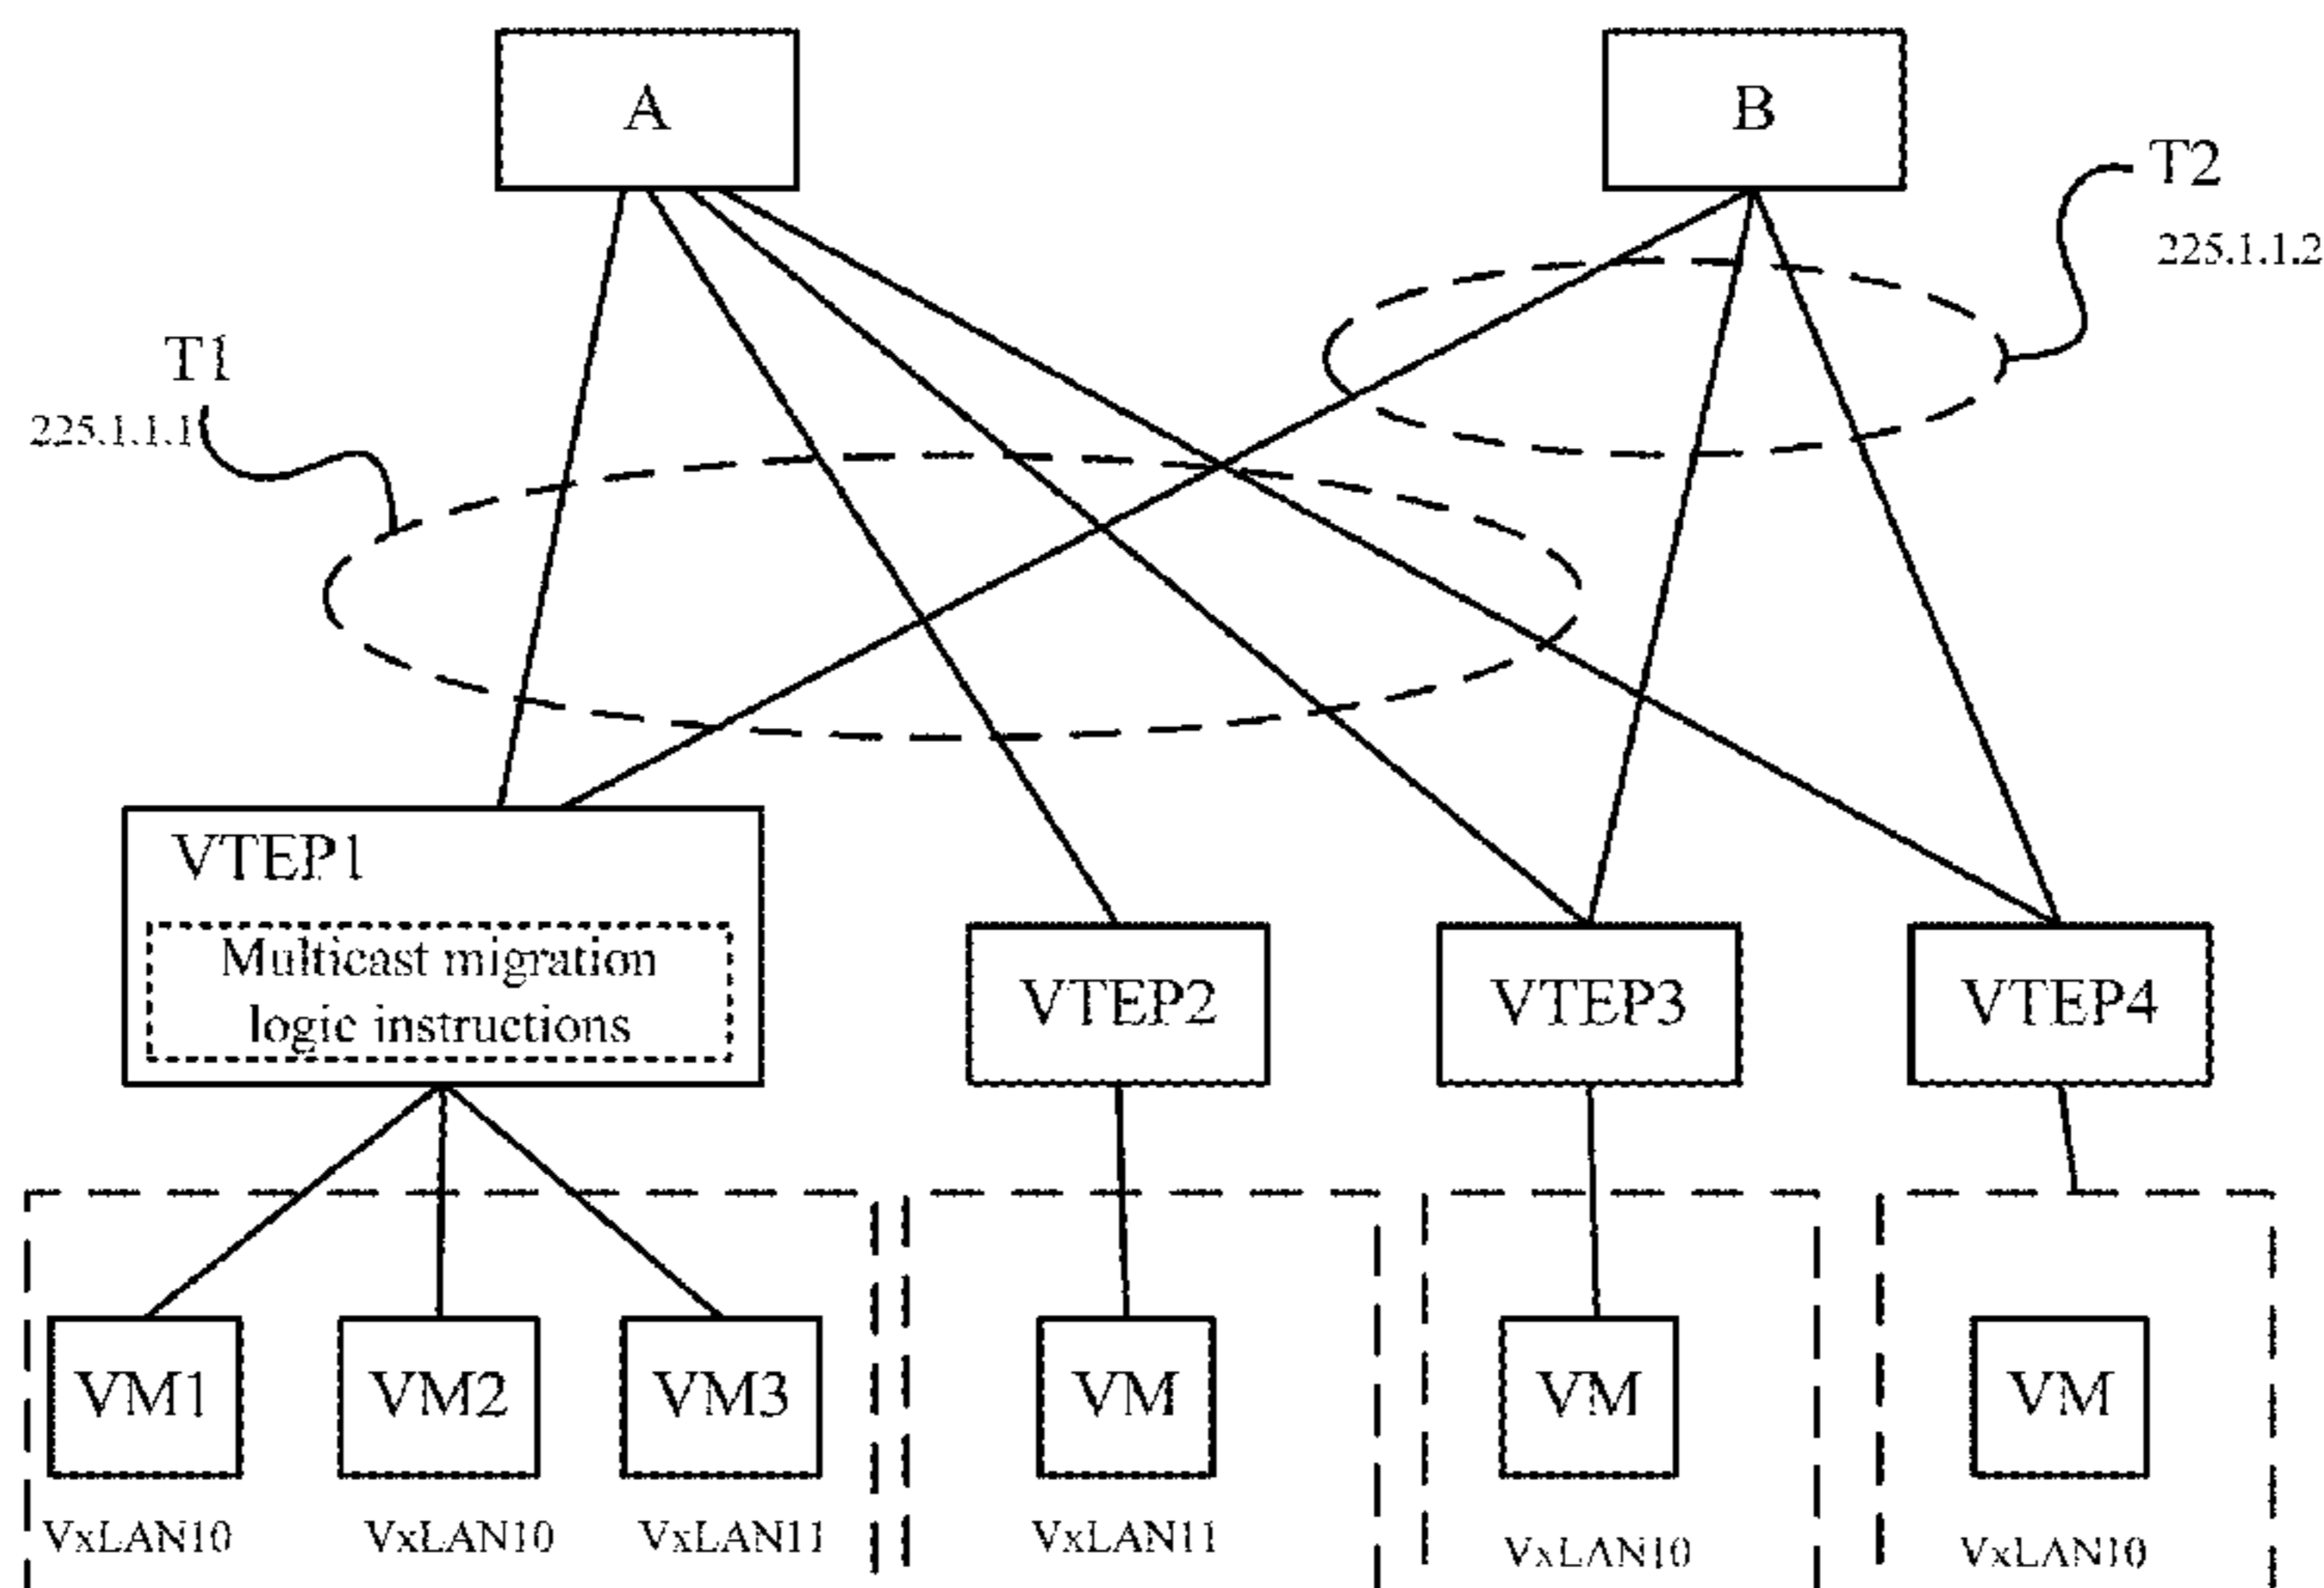 A
B
T2
225.1.1.2
T1
225.1.1.1
VTEP1
Multicast migration
logic instructions
VTEP2
VTEP3
VTEP4
VM1
VM2
VM3
VM
VM
VM
VxLAN10
VxLAN10
VxLAN11
VxLAN11
VxLAN10
VxLAN10